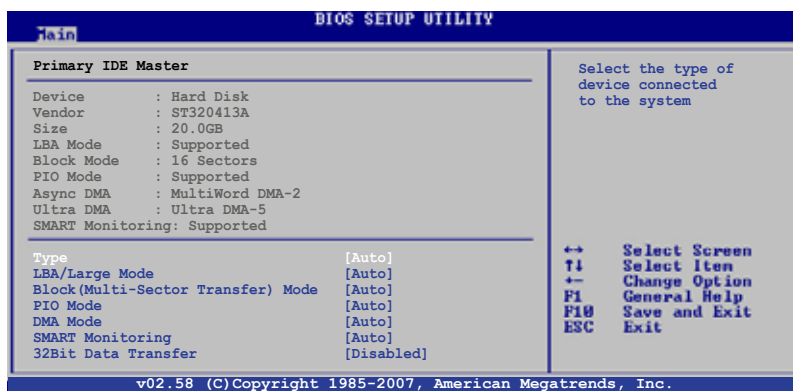 BIOS SETUP UTILITY
Main
Primary IDE Master
Device : Hard Disk
Vendor : ST320413A
Size : 20.0GB
LBA Mode : Supported
Block Mode : 16 Sectors
PIO Mode : Supported
Async DMA : MultiWord DMA-2
Ultra DMA : Ultra DMA-5
SMART Monitoring: Supported
Type [Auto]
LBA/Large Mode [Auto]
Block(Multi-Sector Transfer) Mode [Auto]
PIO Mode [Auto]
DMA Mode [Auto]
SMART Monitoring [Auto]
32Bit Data Transfer [Disabled]
Select the type of
device connected
to the system
←→ Select Screen
↑↓ Select Item
+- Change Option
F1 General Help
F10 Save and Exit
ESC Exit
v02.58 (C)Copyright 1985-2007, American Megatrends, Inc.